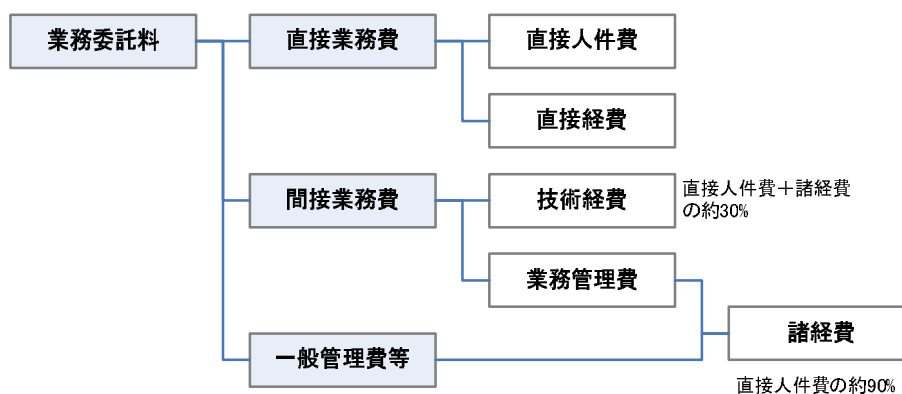 業務委託料
直接業務費
直接人件費
直接経費
間接業務費
技術経費
直接人件費＋諸経費
の約30%
業務管理費
諸経費
一般管理費等
直接人件費の約90%